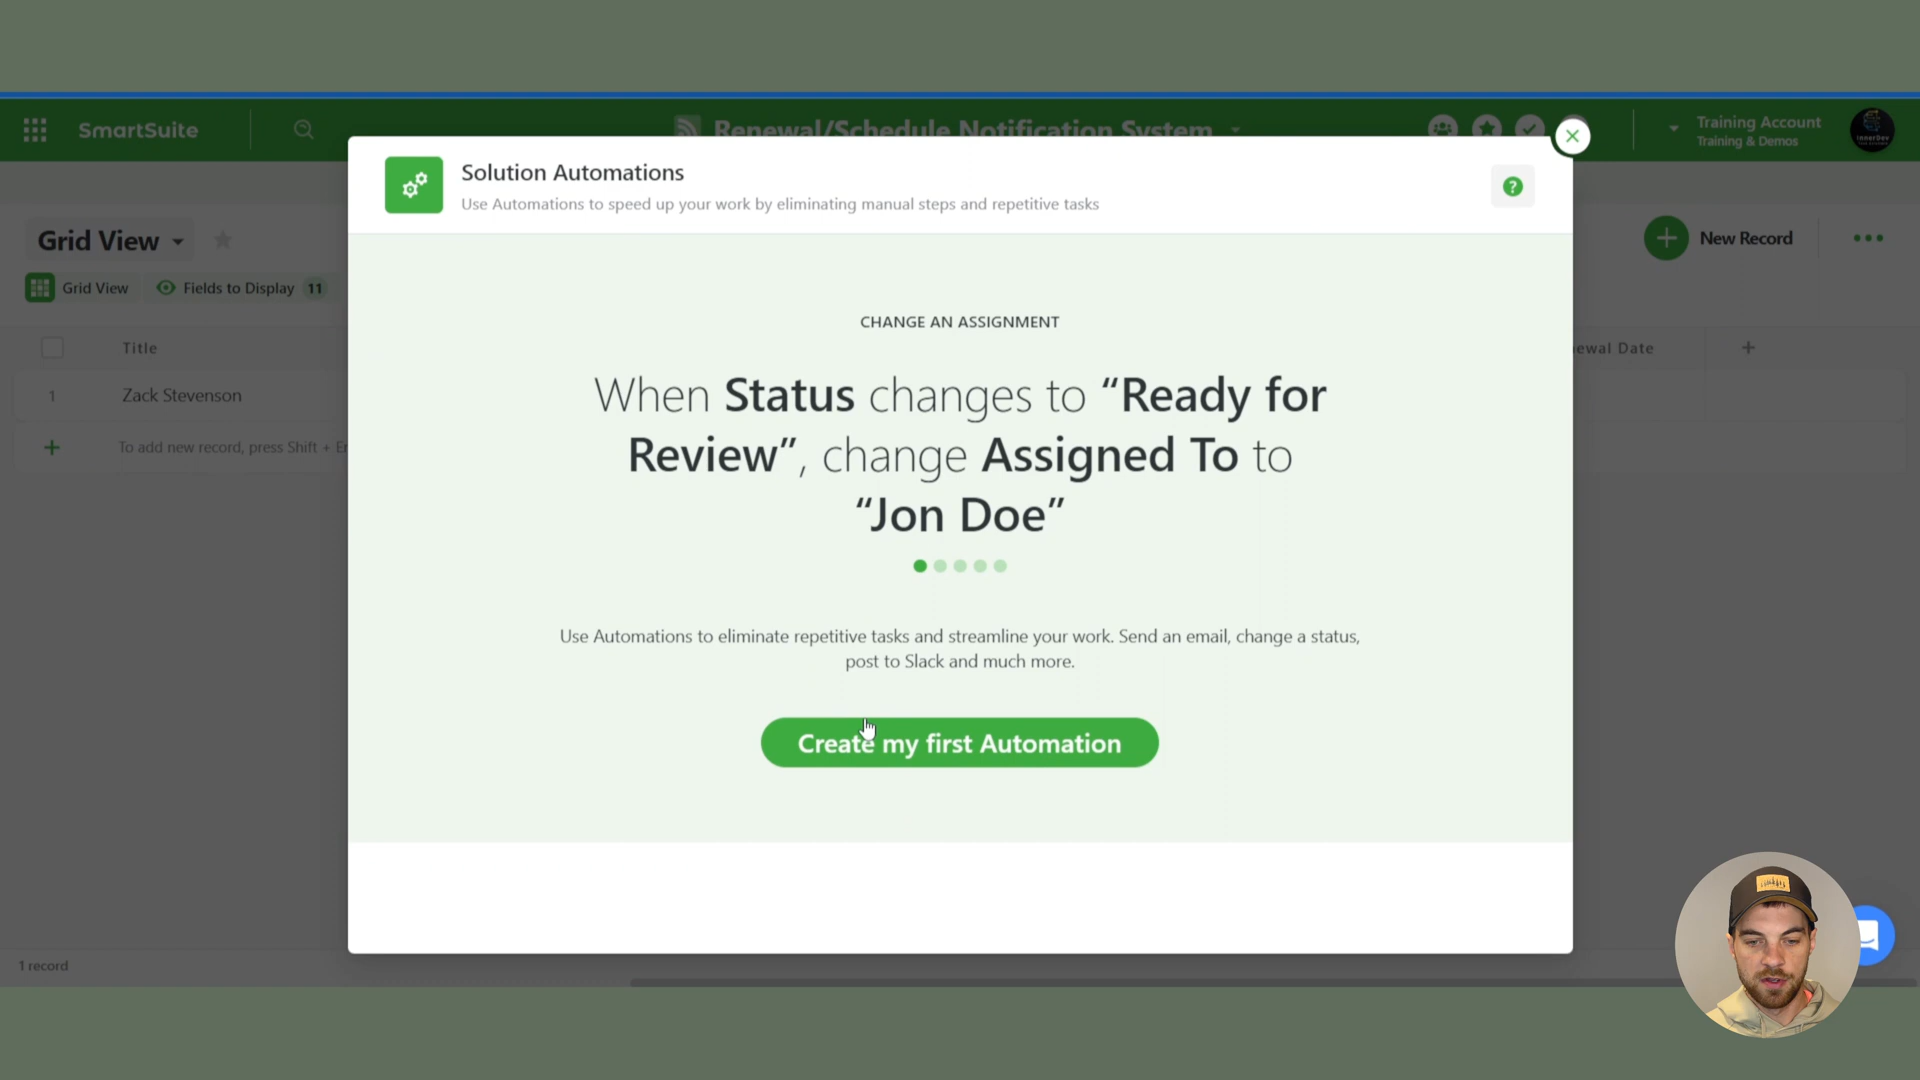 SmartSuite
Renewal/Schedule Notification System
Training Account
Training & Demos
Solution Automations
Use Automations to speed up your work by eliminating manual steps and repetitive tasks
?
Grid View
New Record
Grid View
Fields to Display 11
CHANGE AN ASSIGNMENT
Title
ewal Date
When Status changes to “Ready for
Review”, change Assigned To to
“Jon Doe”
1 Zack Stevenson
To add new record, press Shift + En
Use Automations to eliminate repetitive tasks and streamline your work. Send an email, change a status,
post to Slack and much more.
Create my first Automation
1 record